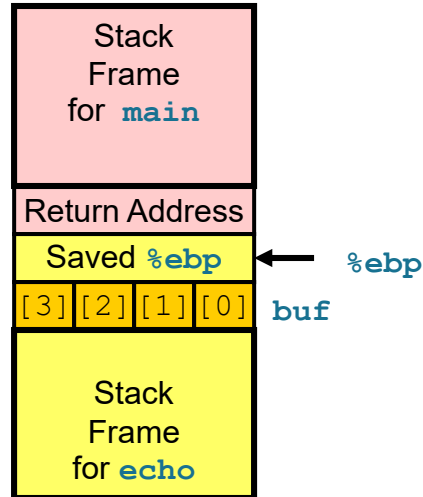 Stack
Frame
for main
Return Address
Saved %ebp
%ebp
[3] [2] [1] [0]
buf
Stack
Frame
for echo